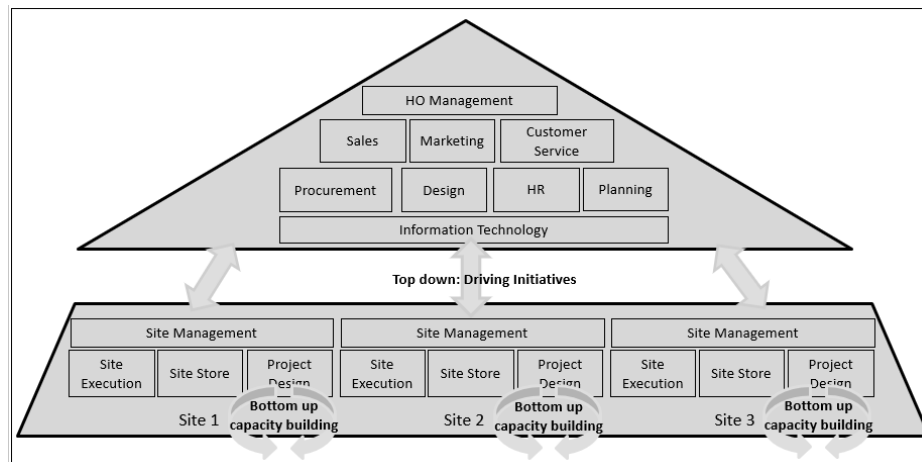 HO Management
Sales
Marketing
Customer
Service
Procurement
Design
HR
Planning
Information Technology
Top down: Driving Initiatives
Site Management
Site
Execution
Site Store
Project
Design
Site 1
Bottom up
capacity building
Site Management
Site
Execution
Site Store
Project
Design
Site 2
Bottom up
capacity building
Site Management
Site
Execution
Site Store
Project
Design
Site 3
Bottom up
capacity building